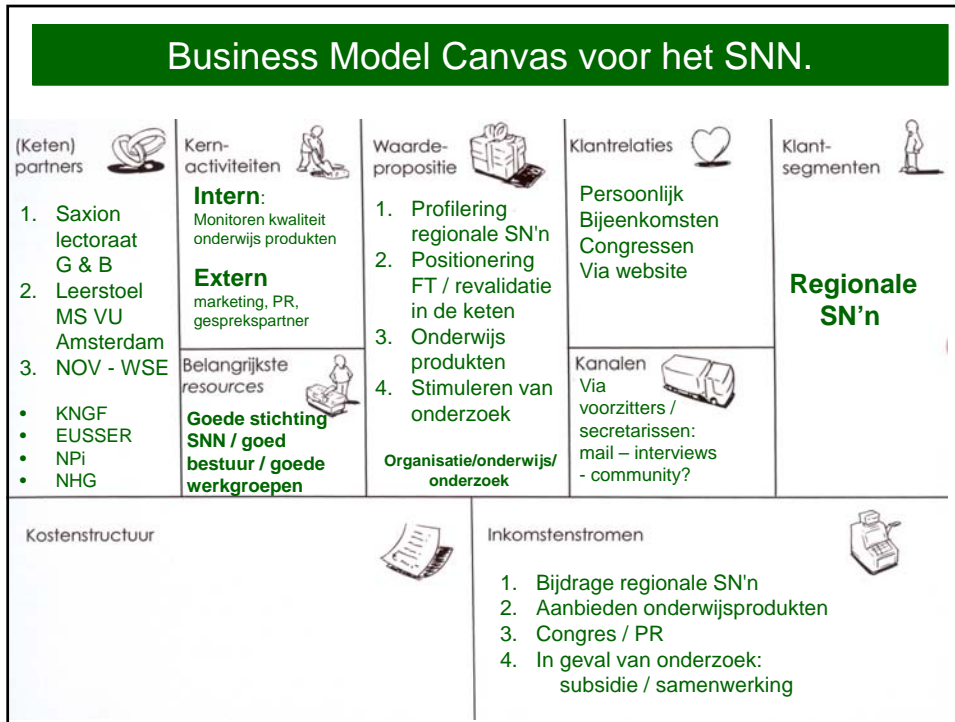 Business Model Canvas voor het SNN.
(Keten)
partners
1. Saxion
lectoraat
G & B
2. Leerstoel
MS VU
Amsterdam
3. NOV - WSE
• KNGF
• EUSSER
• NPi
• NHG
Kern-
activiteiten
Intern:
Monitoren kwaliteit
onderwijs produkten
Extern
marketing, PR,
gesprekspartner
Belangrijkste
resources
Goede stichting
SNN / goed
bestuur / goede
werkgroepen
Waarde-
propositie
1. Profilering
regionale SN'n
2. Positionering
FT / revalidatie
in de keten
3. Onderwijs
produkten
4. Stimuleren van
onderzoek
Organisatie/onderwijs/
onderzoek
Klantrelaties
Persoonlijk
Bijeenkomsten
Congressen
Via website
Kanalen
Via
voorzitters /
secretarissen:
mail – interviews
- community?
Klant-
segmenten
Regionale
SN’n
Kostenstructuur
Inkomstenstromen
1. Bijdrage regionale SN'n
2. Aanbieden onderwijsprodukten
3. Congres / PR
4. In geval van onderzoek:
subsidie / samenwerking